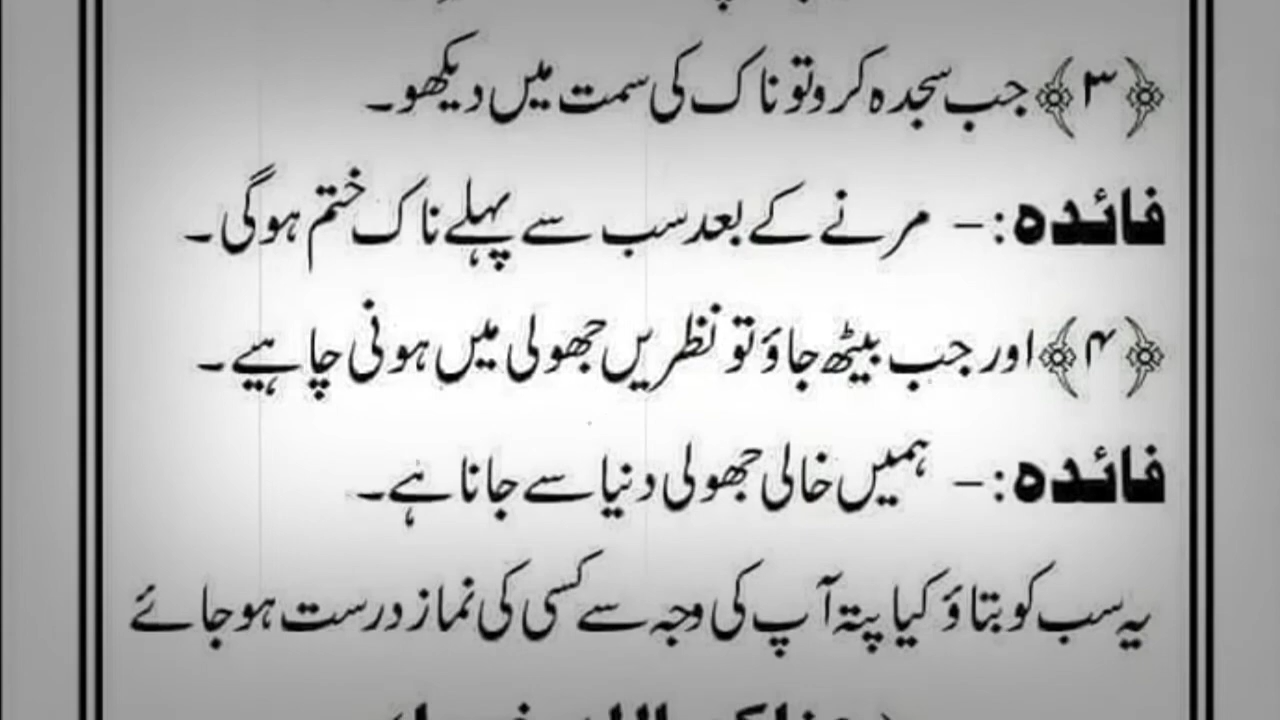 ﴿۳﴾ جب سجدہ کرو تو ناک کی سمت میں دیکھو۔
فائدہ:- مرنے کے بعد سب سے پہلے ناک ختم ہوگی۔
﴿۴﴾ اور جب بیٹھ جاؤ تو نظریں جھولی میں ہونی چاہیے۔
فائدہ:- ہمیں خالی جھولی دنیا سے جانا ہے۔
یہ سب کو بتاؤ کیا پتہ آپ کی وجہ سے کسی کی نماز درست ہوجائے